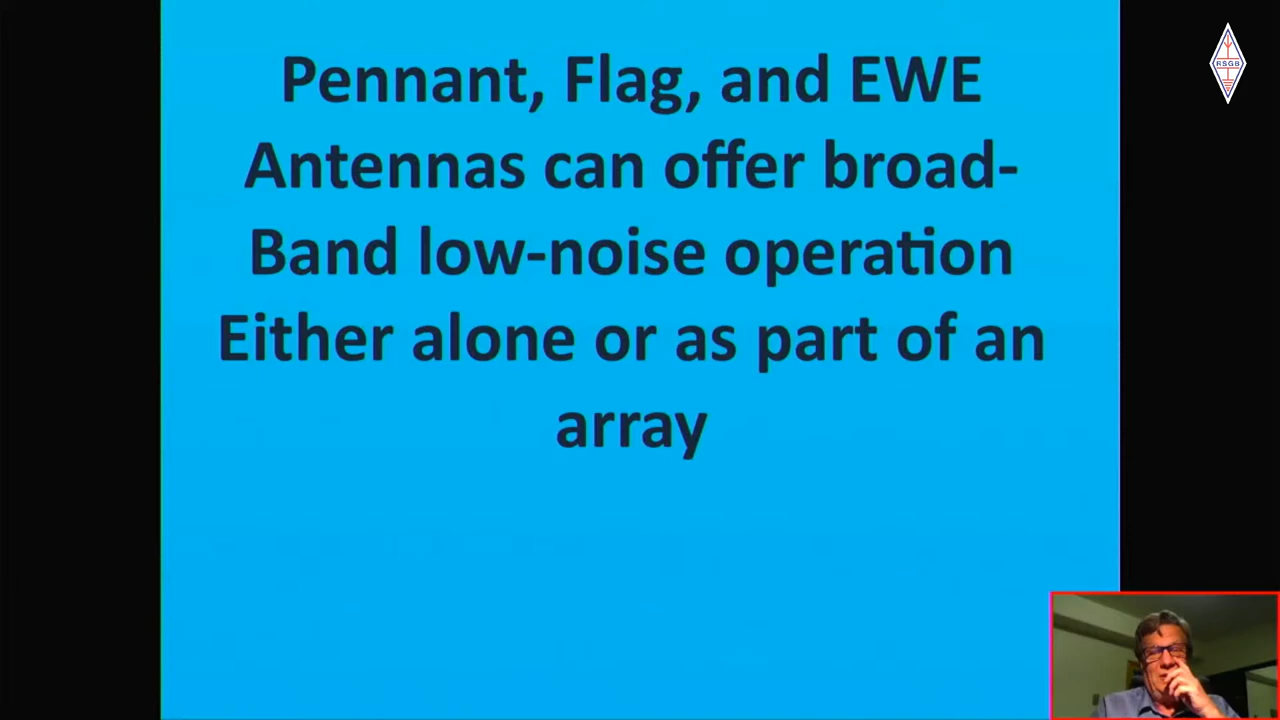 Pennant, Flag, and EWE
Antennas can offer broad-
Band low-noise operation
Either alone or as part of an
array
RSGB